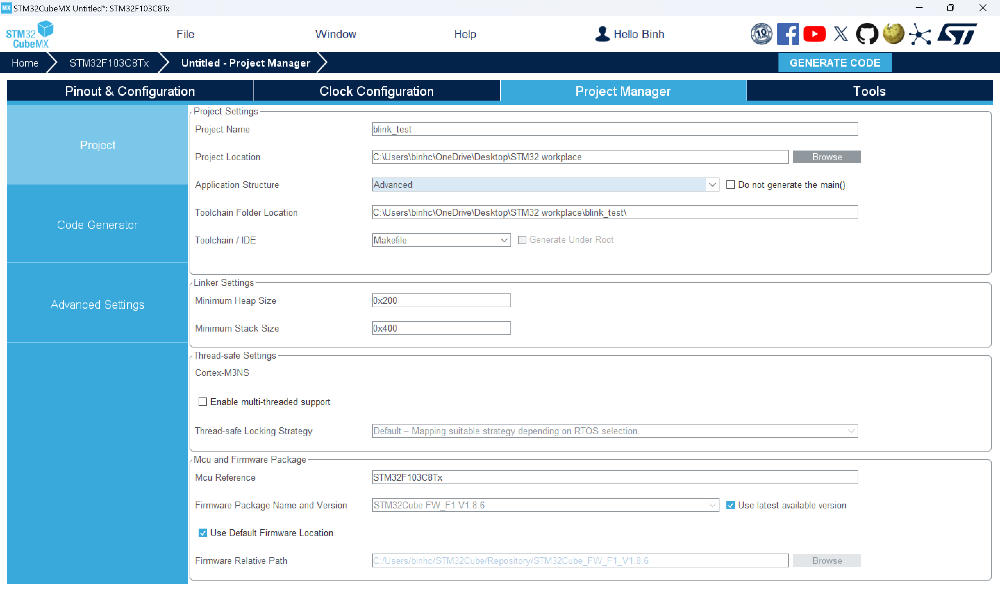 MX STM32CubeMX Untitled*: STM32F103C8Tx
STM32 CubeMX
File Window Help Hello Binh
10 YEARS
Home STM32F103C8Tx Untitled - Project Manager GENERATE CODE
Pinout & Configuration Clock Configuration Project Manager Tools
Project
Code Generator
Advanced Settings
Project Settings
Project Name blink_test
Project Location C:\Users\binhc\OneDrive\Desktop\STM32 workplace Browse
Application Structure Advanced Do not generate the main()
Toolchain Folder Location C:\Users\binhc\OneDrive\Desktop\STM32 workplace\blink_test\
Toolchain / IDE Makefile Generate Under Root
Linker Settings
Minimum Heap Size 0x200
Minimum Stack Size 0x400
Thread-safe Settings
Cortex-M3NS
Enable multi-threaded support
Thread-safe Locking Strategy Default – Mapping suitable strategy depending on RTOS selection.
Mcu and Firmware Package
Mcu Reference STM32F103C8Tx
Firmware Package Name and Version STM32Cube FW_F1 V1.8.6 Use latest available version
Use Default Firmware Location
Firmware Relative Path C:/Users/binhc/STM32Cube/Repository/STM32Cube_FW_F1_V1.8.6 Browse